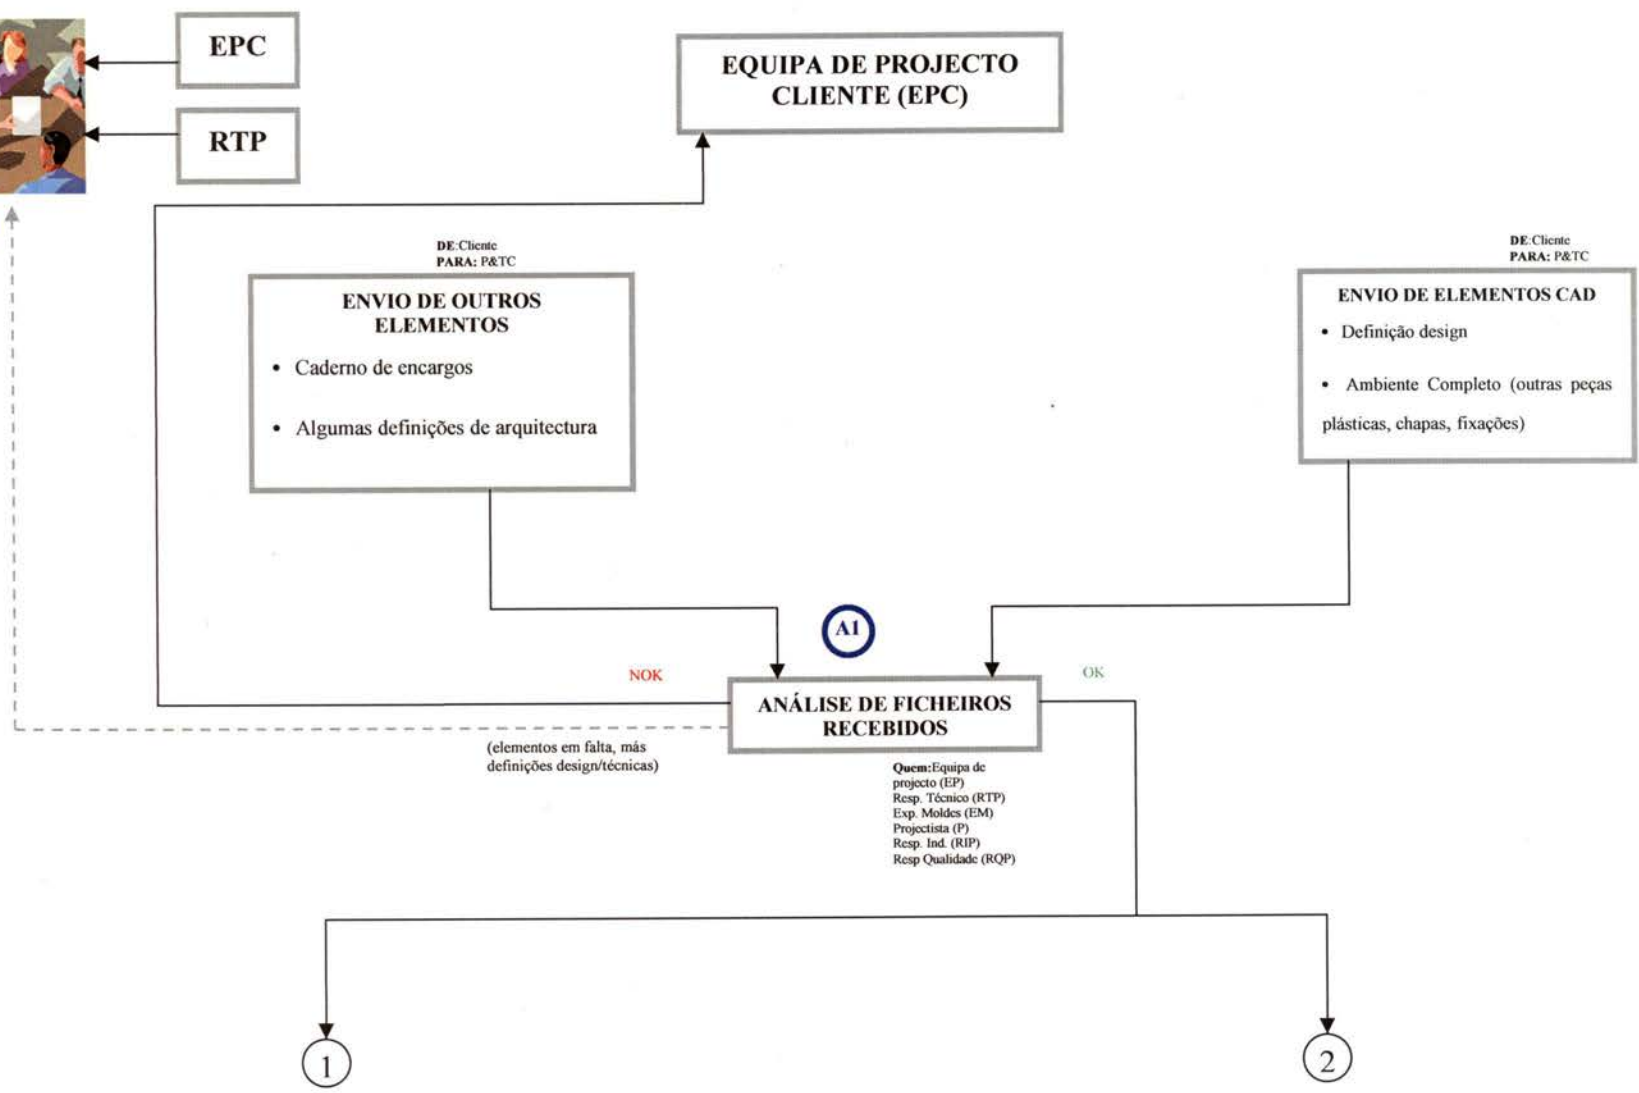 EPC
RTP
EQUIPA DE PROJECTO
CLIENTE (EPC)
DE:Cliente
PARA: P&TC
ENVIO DE OUTROS
ELEMENTOS
• Caderno de encargos
• Algumas definições de arquitectura
DE:Cliente
PARA: P&TC
ENVIO DE ELEMENTOS CAD
• Definição design
• Ambiente Completo (outras peças
plásticas, chapas, fixações)
A1
NOK
OK
ANÁLISE DE FICHEIROS
RECEBIDOS
(elementos em falta, más
definições design/técnicas)
Quem:Equipa de
projecto (EP)
Resp. Técnico (RTP)
Exp. Moldes (EM)
Projectista (P)
Resp. Ind. (RIP)
Resp Qualidade (RQP)
1
2